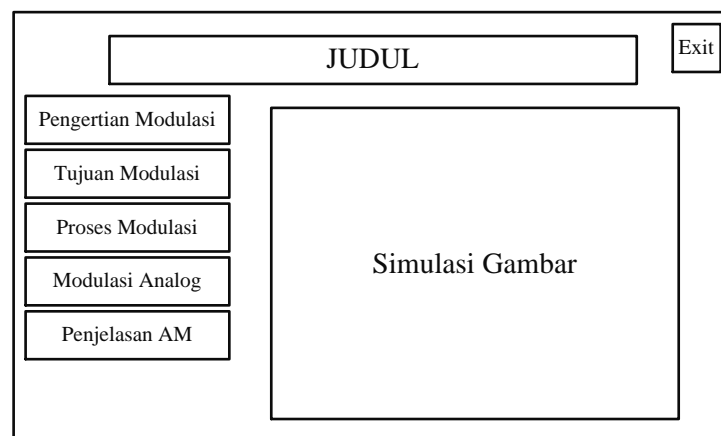 JUDUL
Exit
Pengertian Modulasi
Tujuan Modulasi
Proses Modulasi
Modulasi Analog
Penjelasan AM
Simulasi Gambar